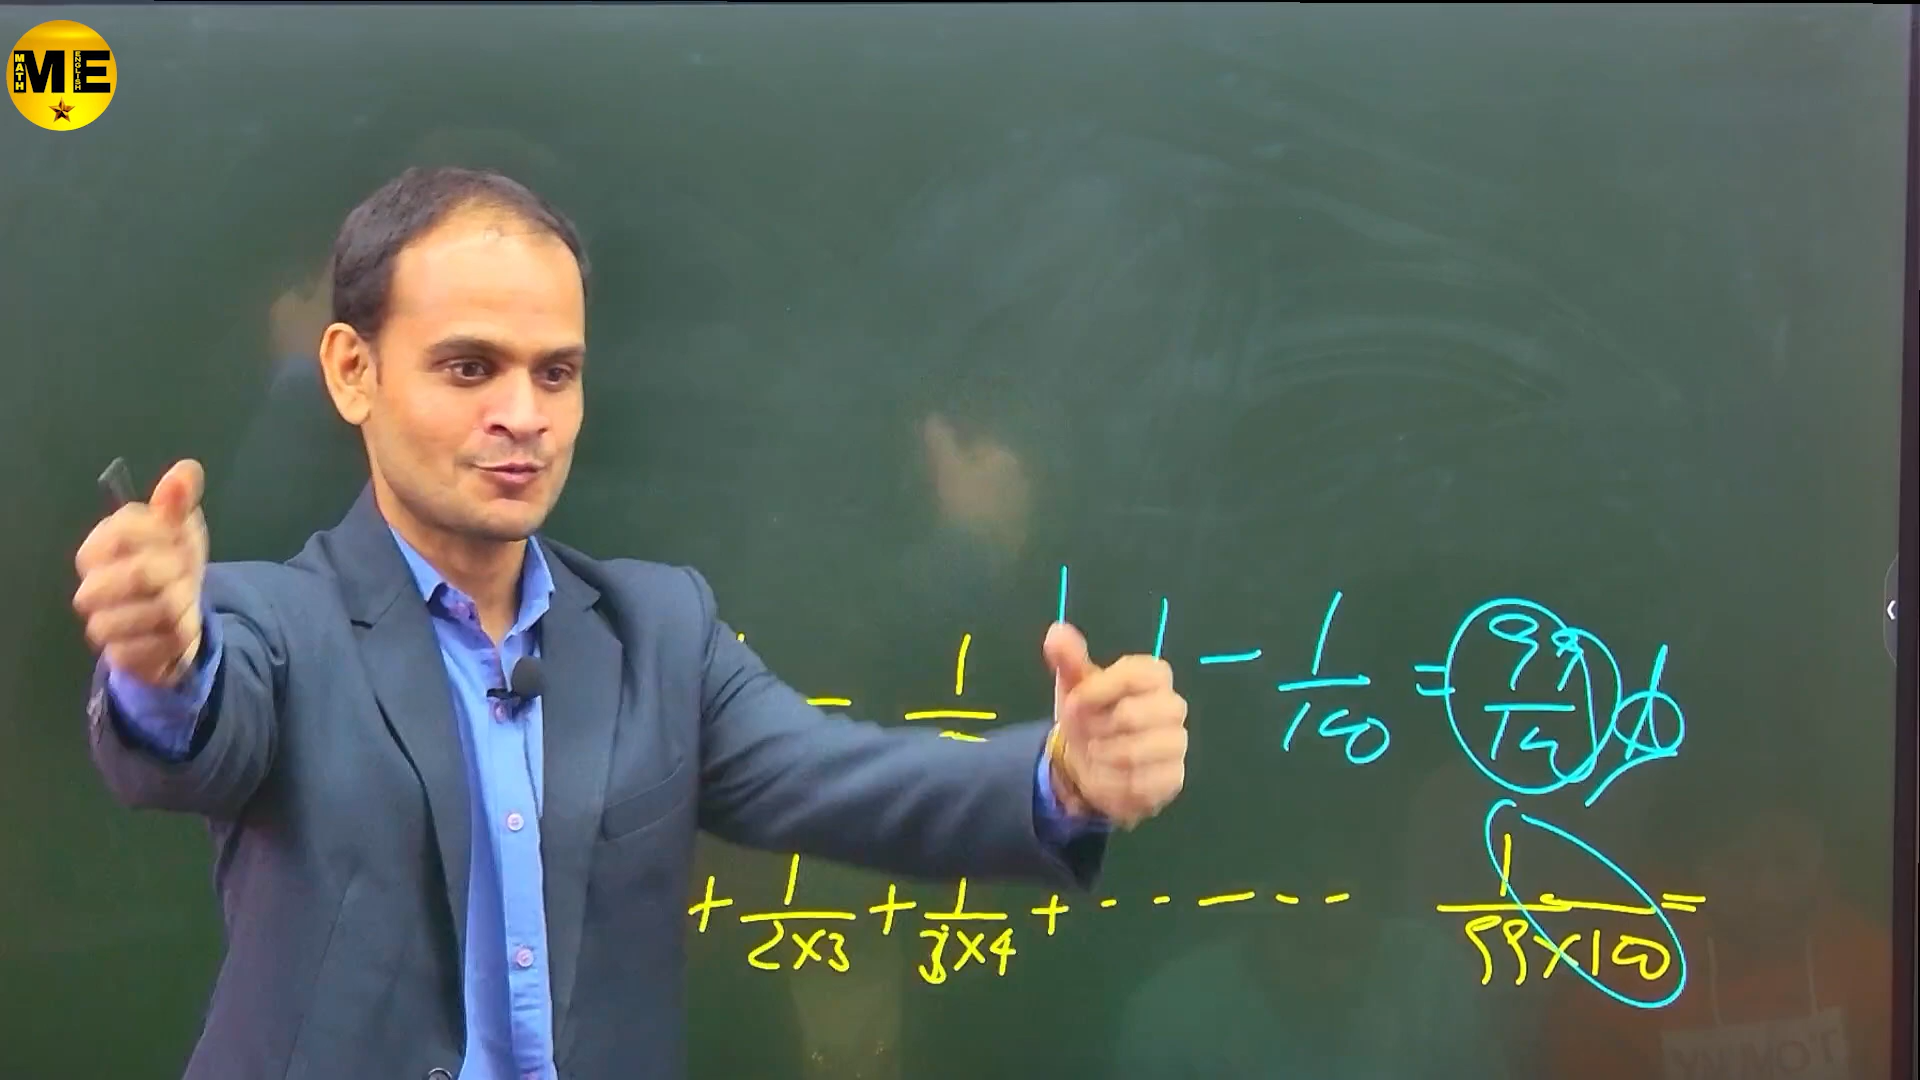 MATH ME ENGLISH
1 - 1/100 = 99/100
+ 1/2×3 + 1/3×4 + - - - - - 1/99×100 =